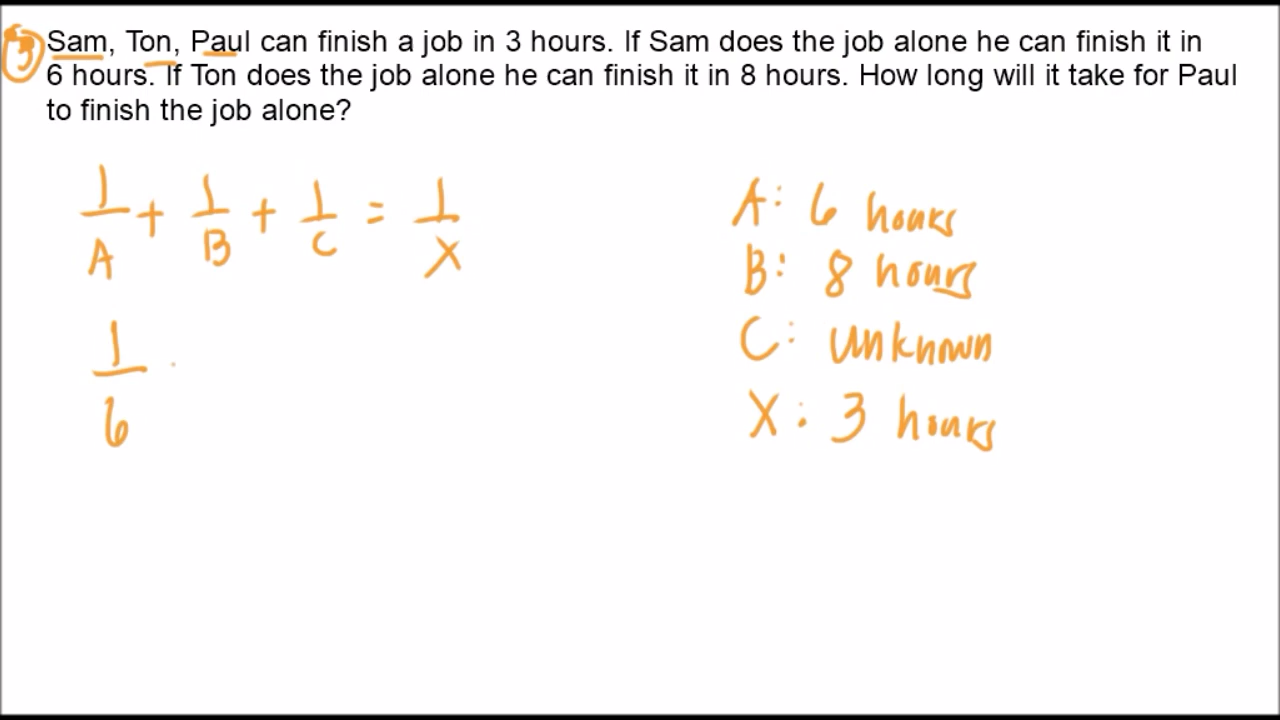 3 Sam, Ton, Paul can finish a job in 3 hours. If Sam does the job alone he can finish it in
6 hours. If Ton does the job alone he can finish it in 8 hours. How long will it take for Paul
to finish the job alone?
1/A + 1/B + 1/C = 1/X
1/6
A: 6 hours
B: 8 hours
C: unknown
X: 3 hours